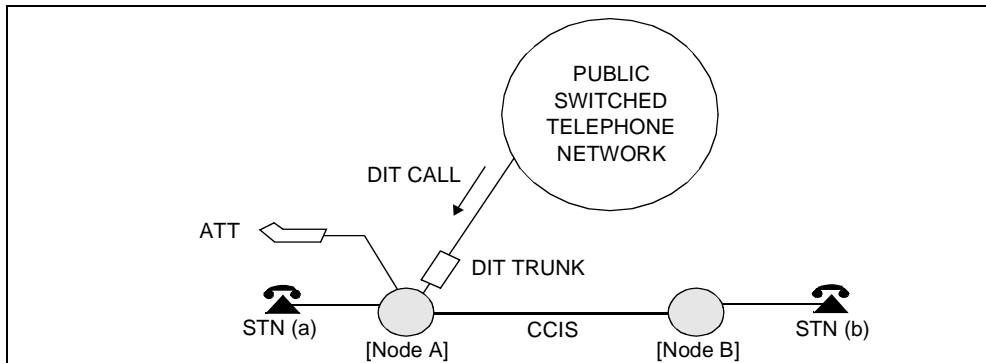 PUBLIC
SWITCHED
TELEPHONE
NETWORK
DIT CALL
ATT
DIT TRUNK
STN (a)
CCIS
STN (b)
[Node A]
[Node B]